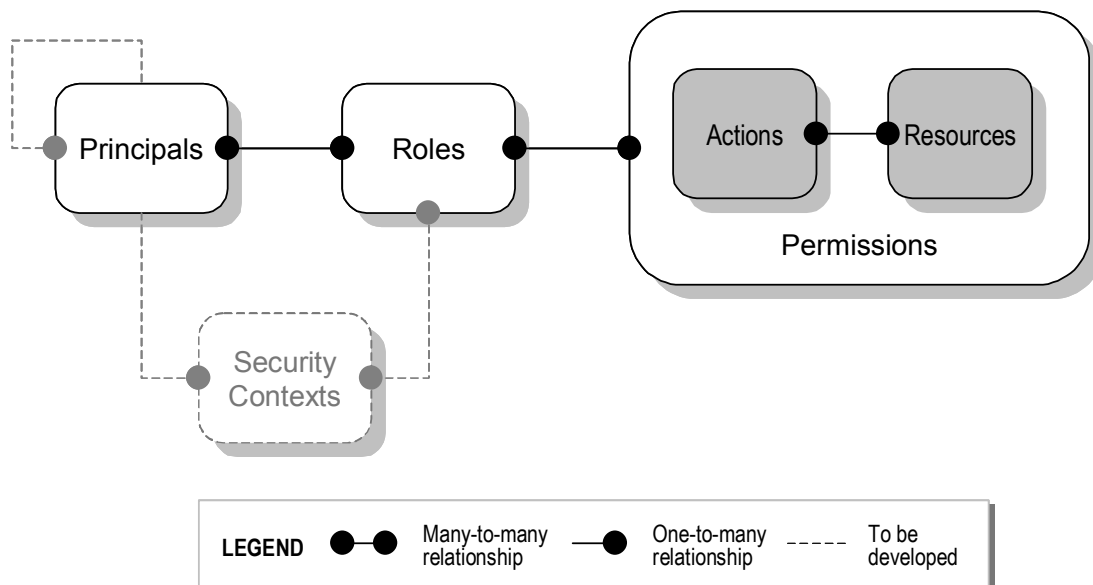 Principals
Roles
Actions
Resources
Permissions
Security
Contexts
LEGEND
Many-to-many
relationship
One-to-many
relationship
To be
developed